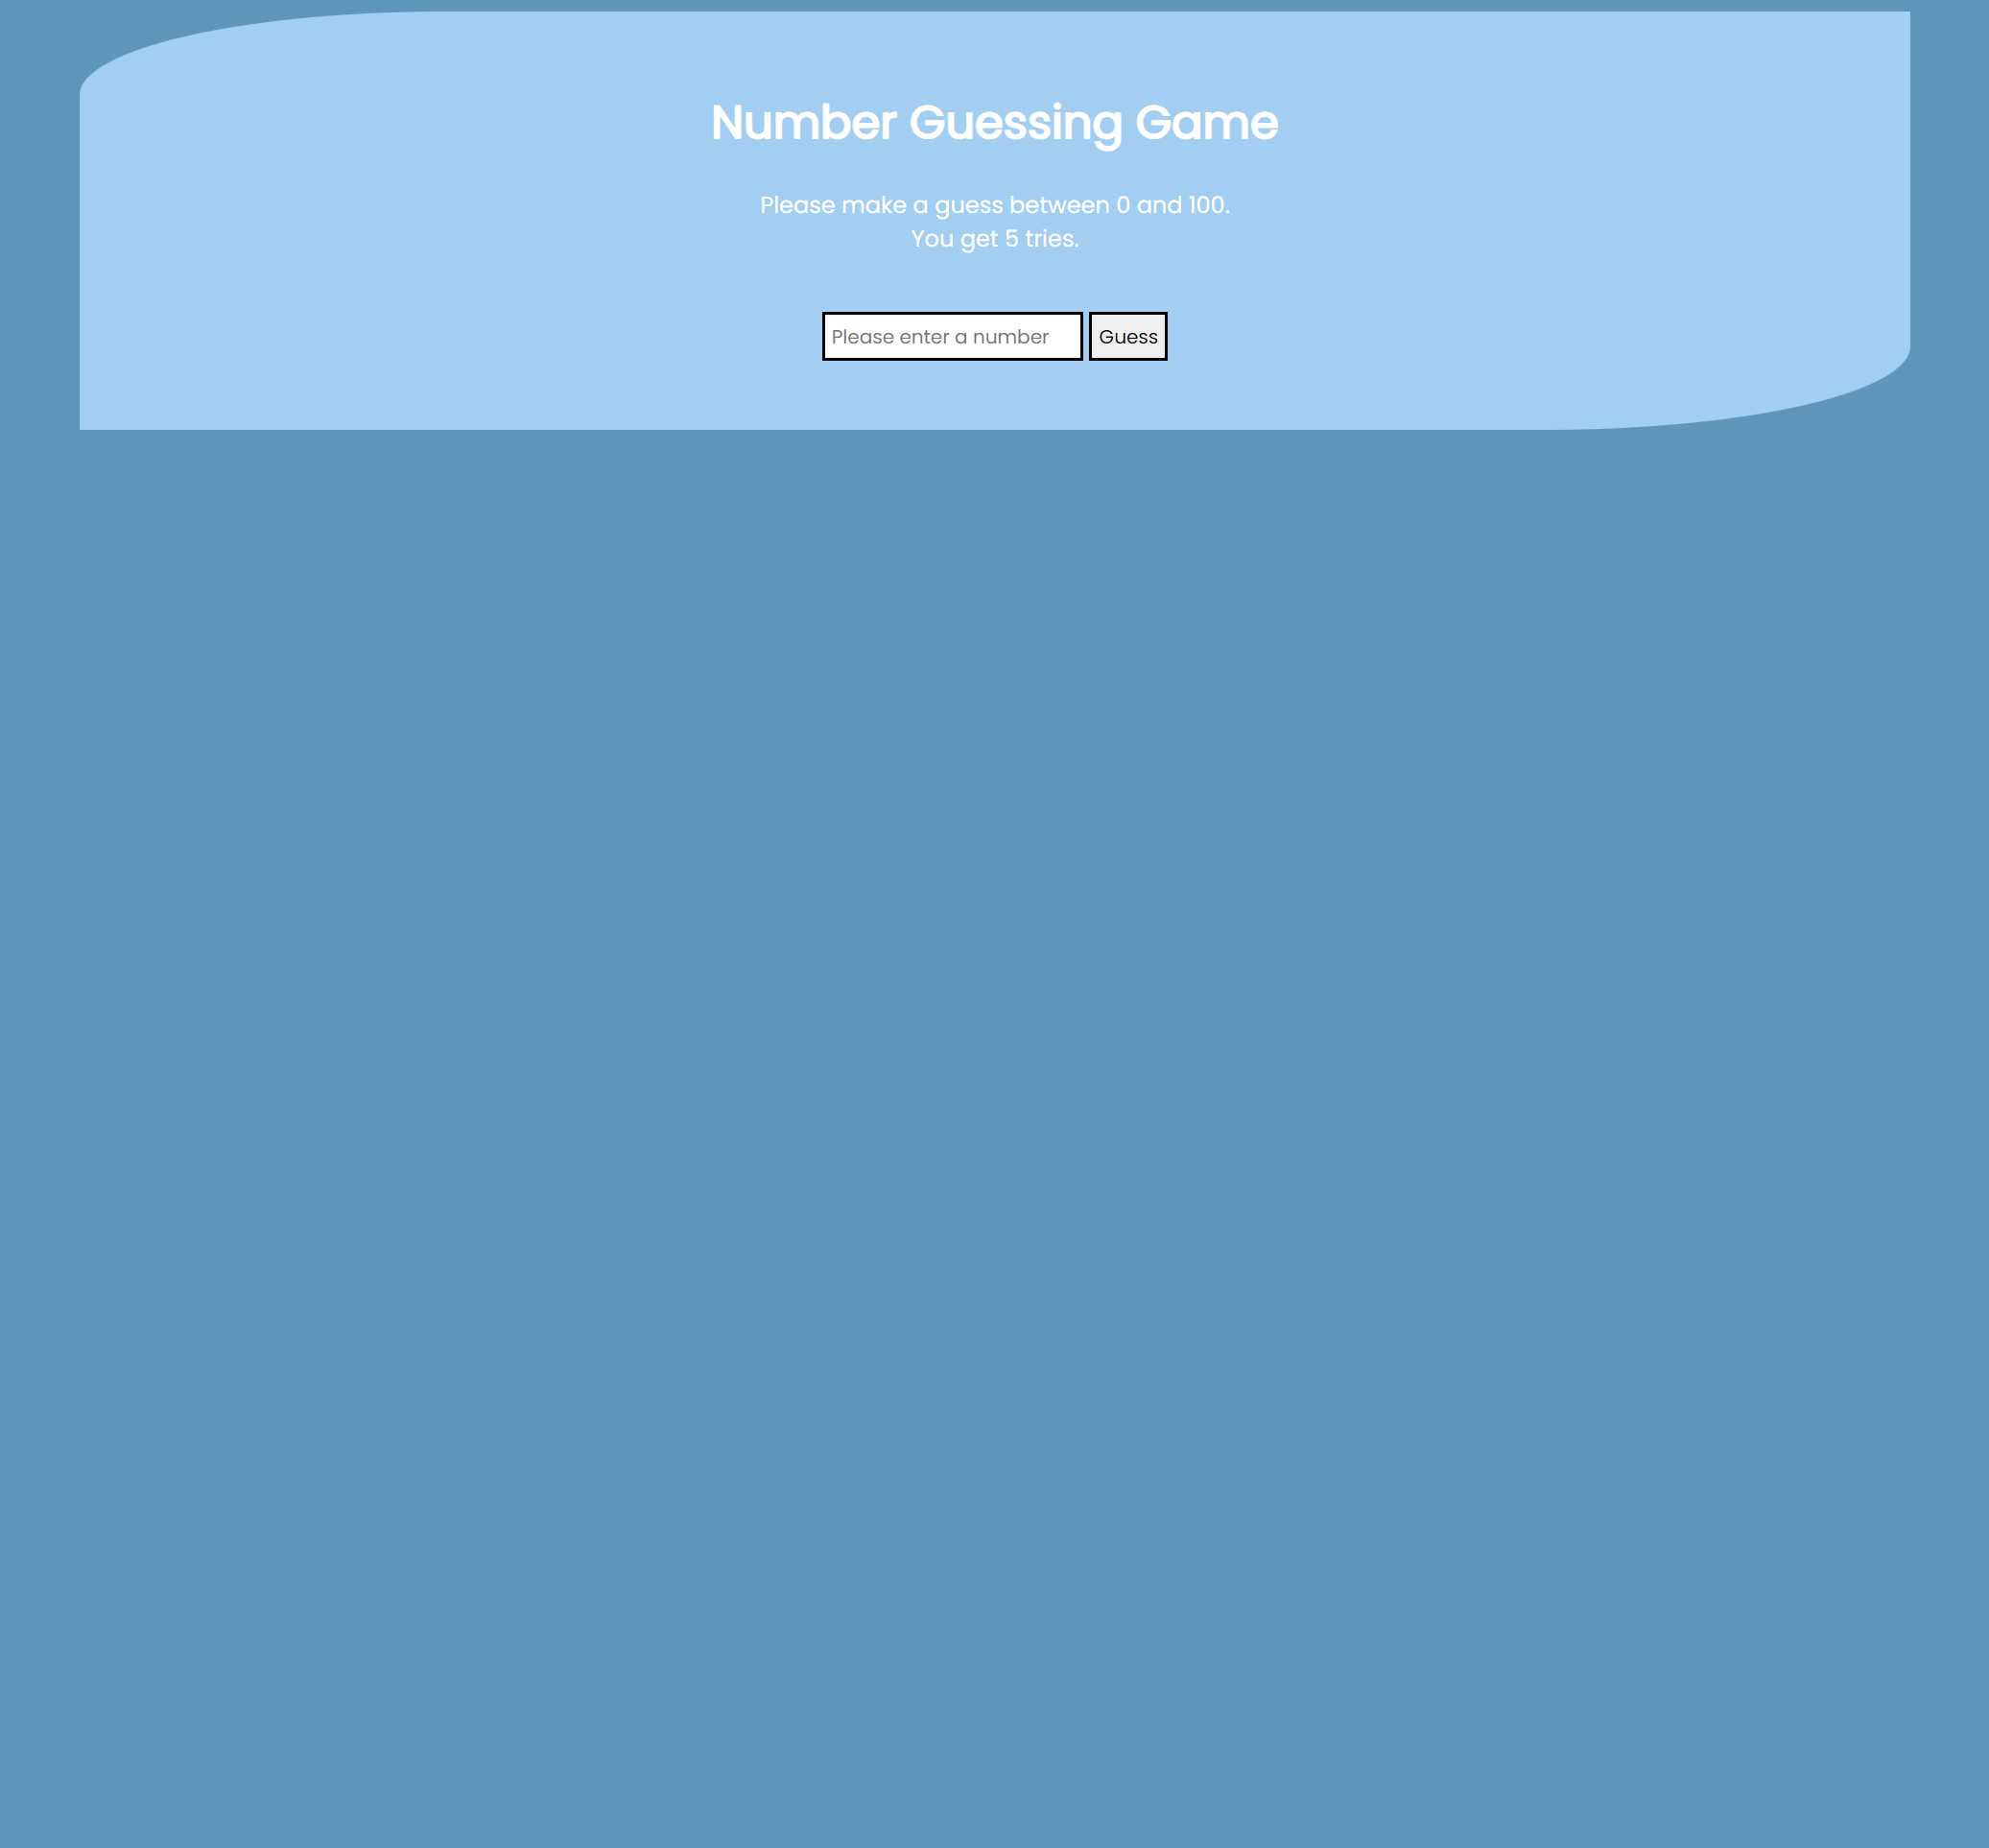 Number Guessing Game
Please make a guess between 0 and 100.
You get 5 tries.
Please enter a number
Guess